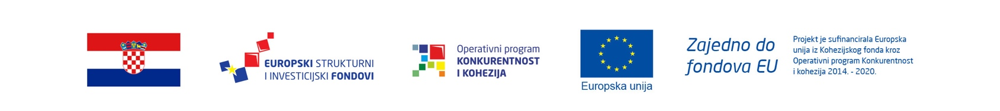 EUROPSKI STRUKTURNI
I INVESTICIJSKI FONDOVI
Operativni program
KONKURENTNOST
I KOHEZIJA
Europska unija
Zajedno do
fondova EU
Projekt je sufinancirala Europska
unija iz Kohezijskog fonda kroz
Operativni program Konkurentnost
i kohezija 2014. - 2020.